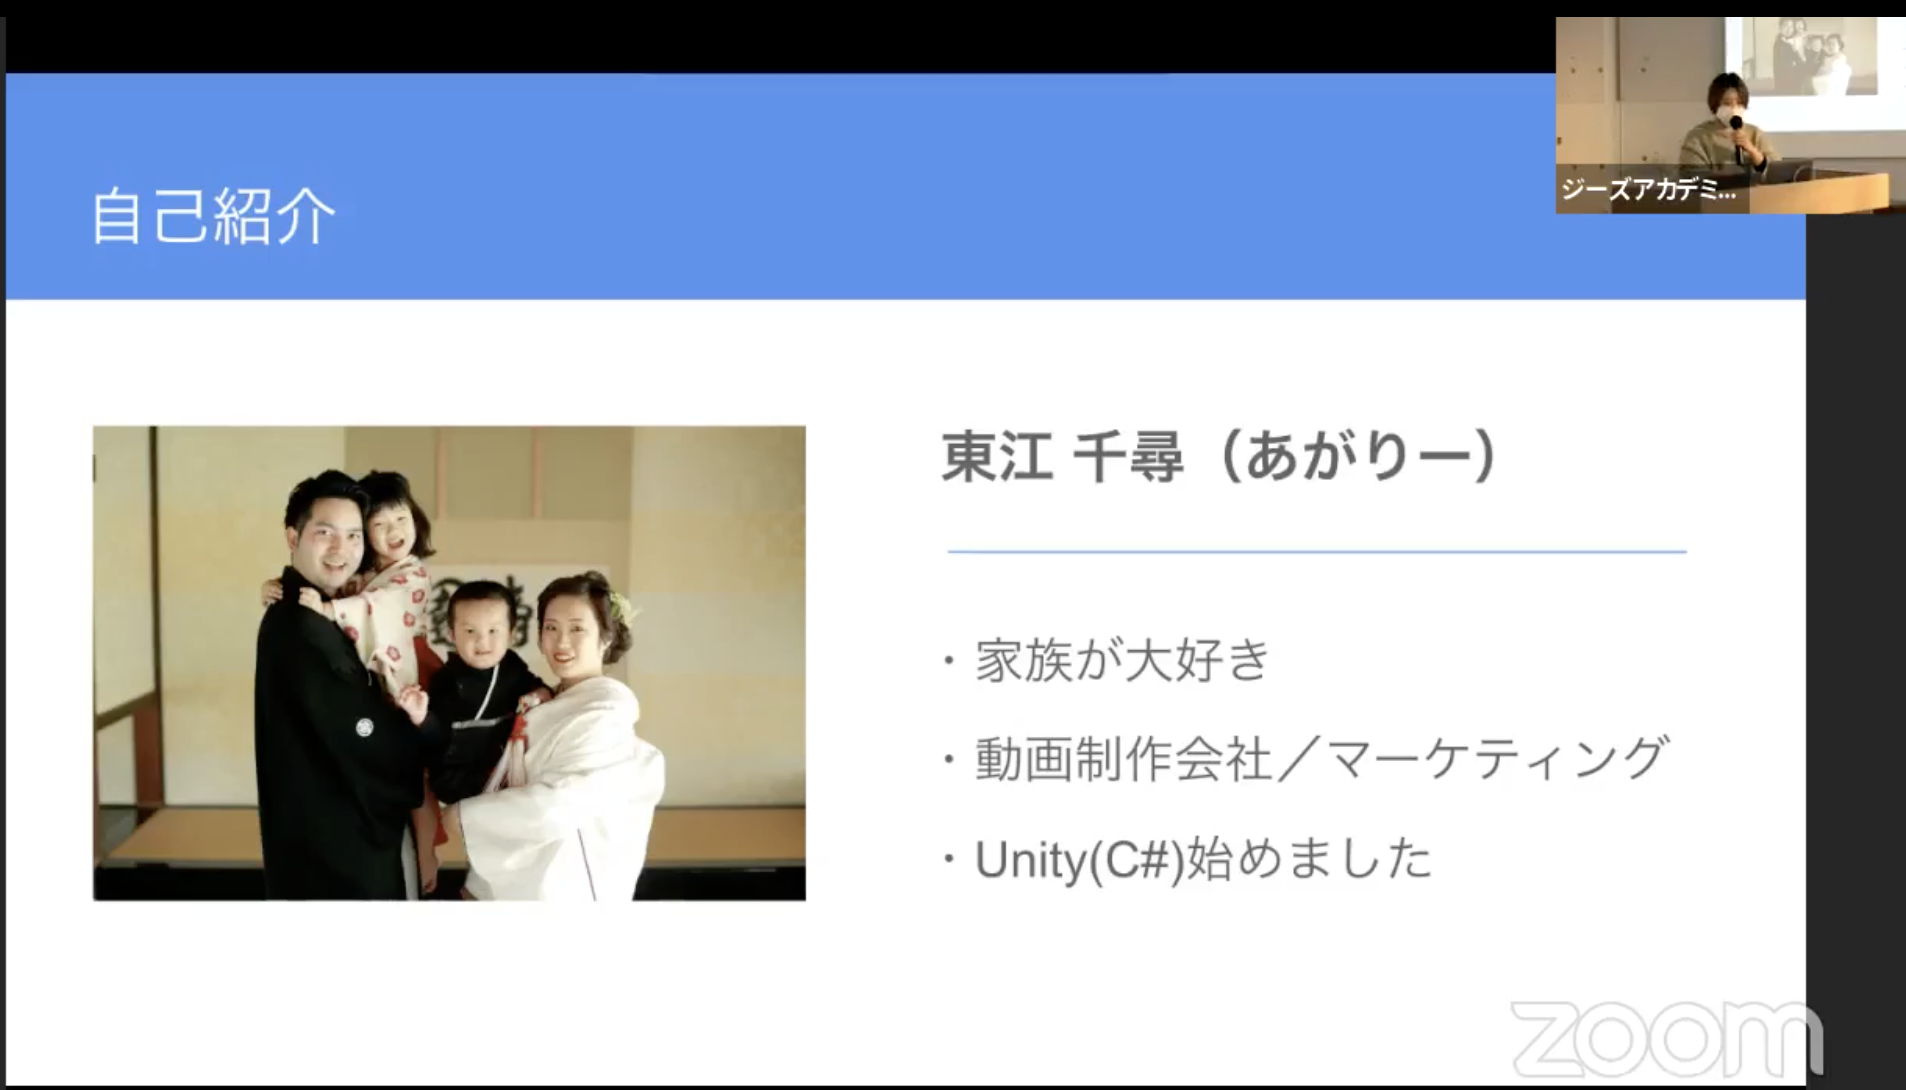 ジーズアカデミ...
自己紹介
東江 千尋（あがりー）
・家族が大好き
・動画制作会社／マーケティング
・Unity(C#)始めました
zoom